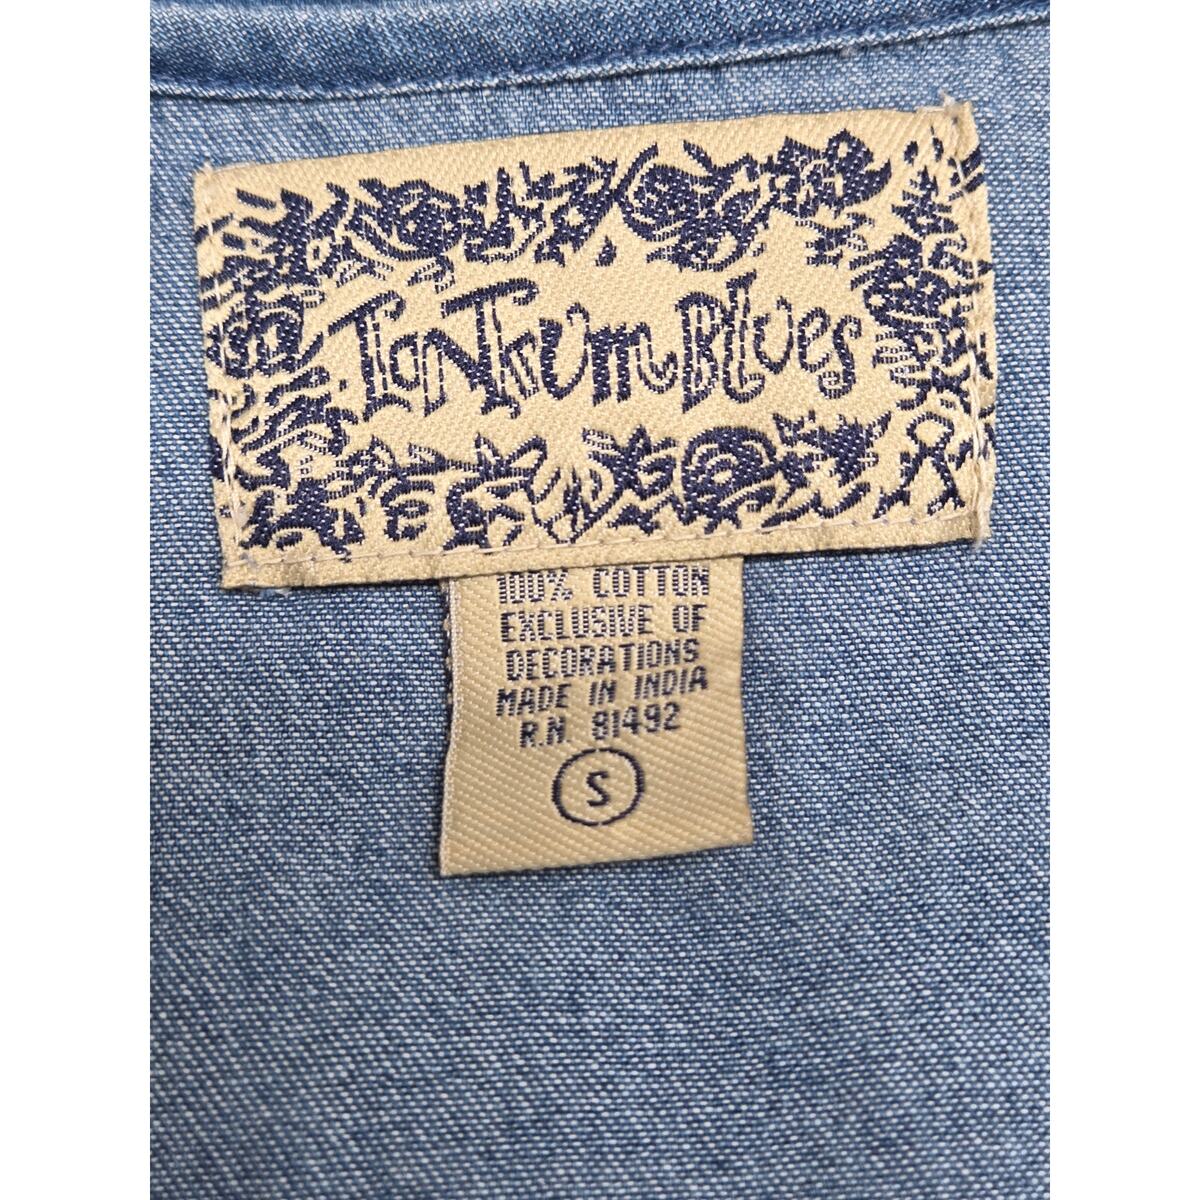 TANTRUM BLUES
100% COTTON
EXCLUSIVE OF
DECORATIONS
MADE IN INDIA
R.N. 81492
S